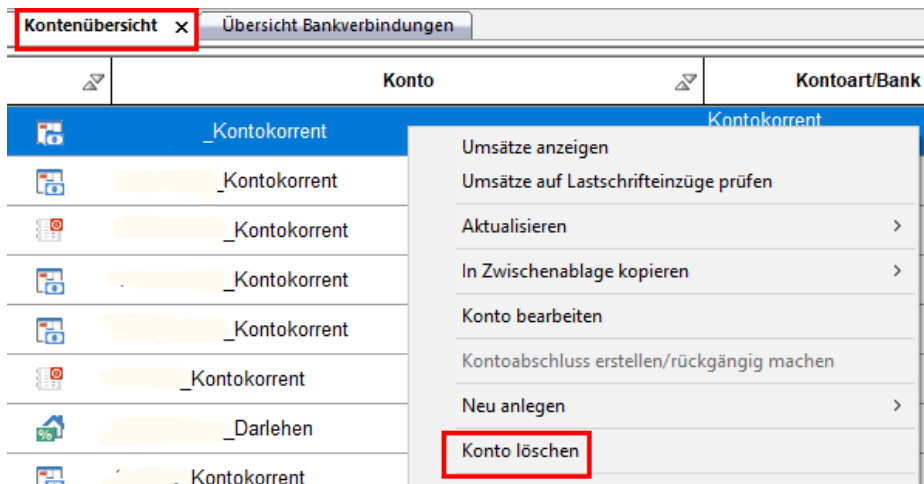 Kontenübersicht x Übersicht Bankverbindungen
Konto Kontoart/Bank
_Kontokorrent Kontokorrent
_Kontokorrent
_Kontokorrent
_Kontokorrent
_Kontokorrent
_Kontokorrent
_Darlehen
_Kontokorrent
Umsätze anzeigen
Umsätze auf Lastschrifteinzüge prüfen
Aktualisieren >
In Zwischenablage kopieren >
Konto bearbeiten
Kontoabschluss erstellen/rückgängig machen
Neu anlegen >
Konto löschen